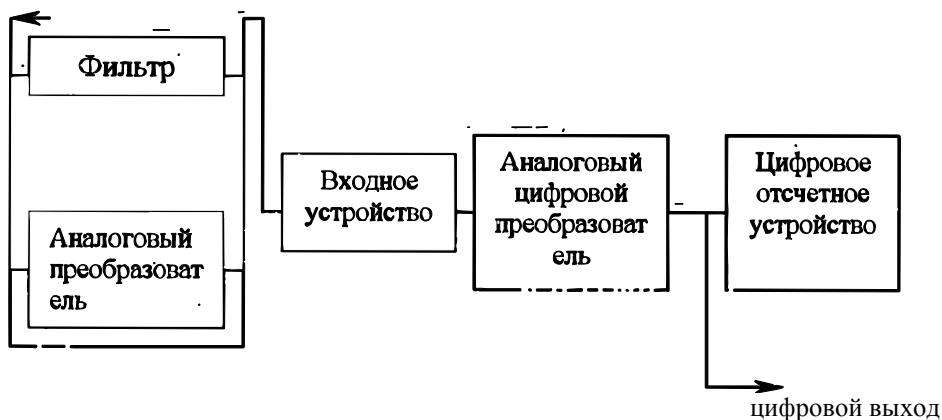 Фильтр
Аналоговый
преобразоват
ель
Входное
устройство
Аналоговый
цифровой
преобразоват
ель
Цифровое
отсчетное
устройство
цифровой выход